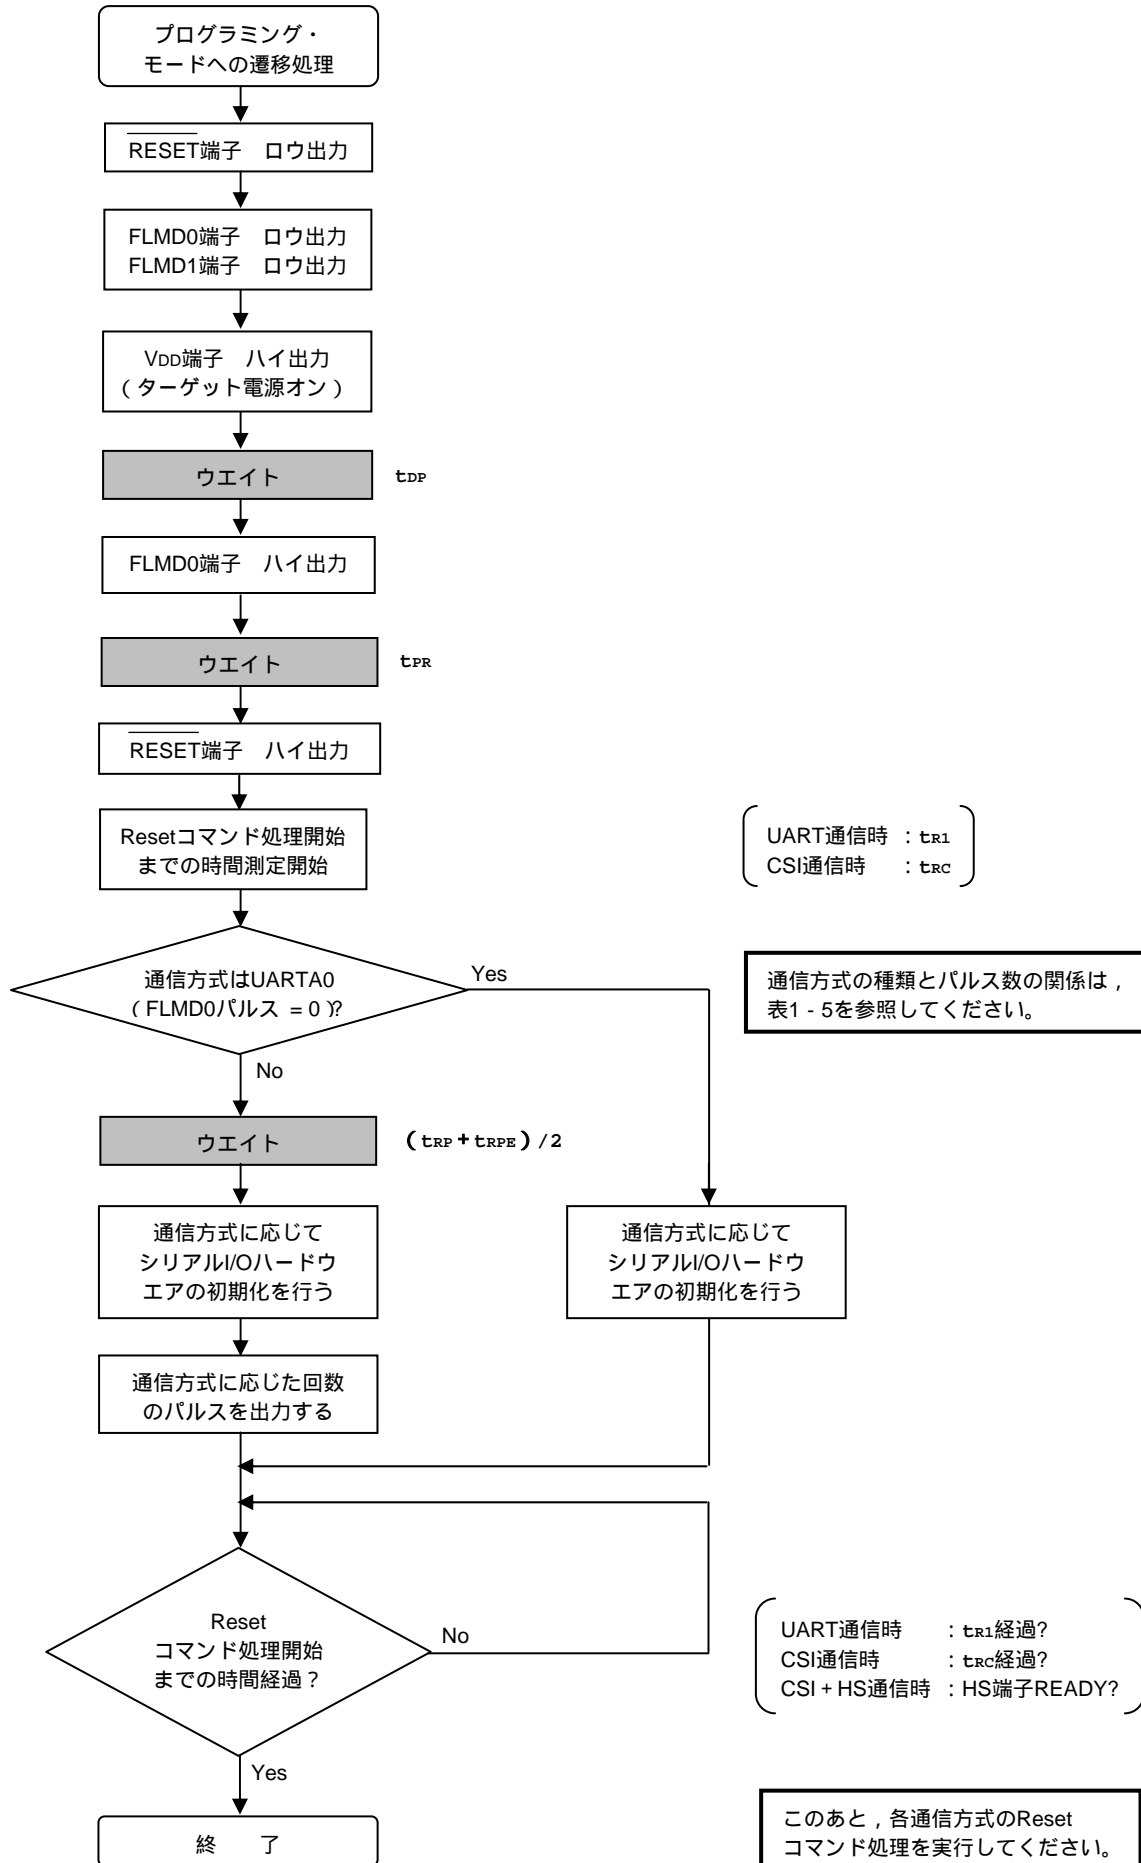 プログラミング・
モードへの遷移処理
RESET端子　ロウ出力
FLMD0端子　ロウ出力
FLMD1端子　ロウ出力
VDD端子　ハイ出力
（ターゲット電源オン）
ウエイト
tDP
FLMD0端子　ハイ出力
ウエイト
tPR
RESET端子　ハイ出力
Resetコマンド処理開始
までの時間測定開始
UART通信時 : tR1
CSI通信時 : tRC
通信方式はUARTA0
（FLMD0パルス = 0）?
Yes
No
通信方式の種類とパルス数の関係は，
表1 - 5を参照してください。
ウエイト
(tRP+tRPE)/2
通信方式に応じて
シリアルI/Oハードウ
エアの初期化を行う
通信方式に応じて
シリアルI/Oハードウ
エアの初期化を行う
通信方式に応じた回数
のパルスを出力する
Reset
コマンド処理開始
までの時間経過？
No
Yes
UART通信時 : tR1経過?
CSI通信時 : tRC経過?
CSI + HS通信時 : HS端子READY?
終　了
このあと，各通信方式のReset
コマンド処理を実行してください。